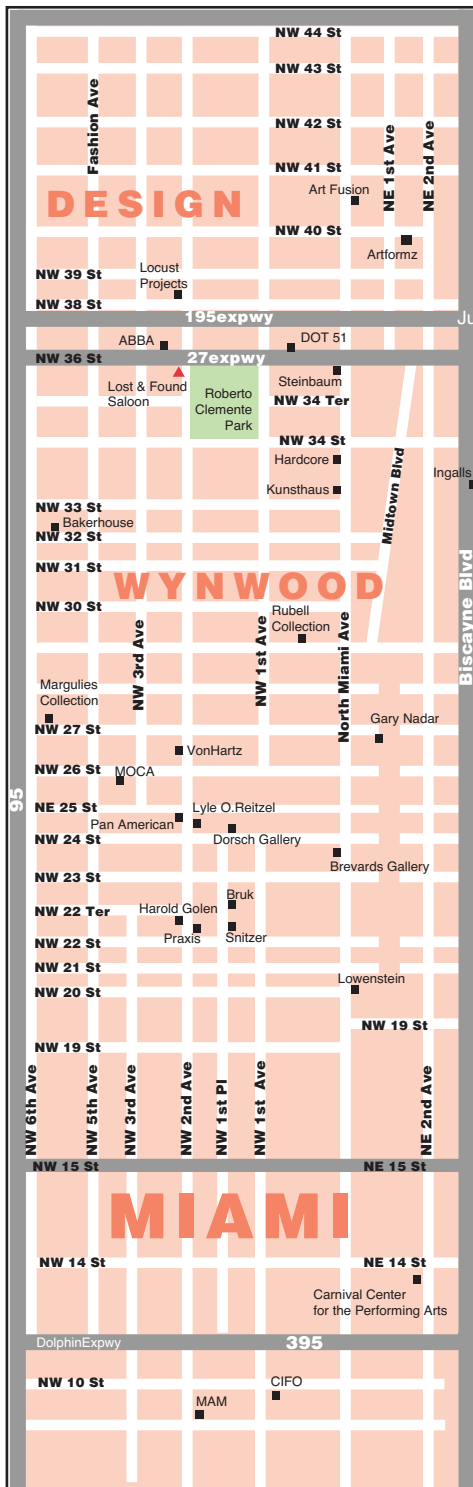 NW 44 St
NW 43 St
Fashion Ave
NW 42 St
NE 1st Ave
NE 2nd Ave
NW 41 St
Art Fusion
DESIGN
NW 40 St
Artformz
NW 39 St
Locust
Projects
NW 38 St
195expwy
Ju
ABBA
DOT 51
NW 36 St
27expwy
Lost & Found
Saloon
Roberto
Clemente
Park
Steinbaum
NW 34 Ter
NW 34 St
Hardcore
Midtown Blvd
Ingalls
Kunsthaus
NW 33 St
Bakerhouse
NW 32 St
NW 31 St
WYNWOOD
Biscayne Blvd
NW 30 St
Rubell
Collection
NW 3rd Ave
NW 1st Ave
North Miami Ave
Margulies
Collection
Gary Nadar
NW 27 St
VonHartz
NW 26 St
MOCA
95
NE 25 St
Pan American
Lyle O.Reitzel
NW 24 St
Dorsch Gallery
Brevards Gallery
NW 23 St
Bruk
NW 22 Ter
Harold Golen
Praxis
Snitzer
NW 22 St
NW 21 St
Lowenstein
NW 20 St
NW 19 St
NW 19 St
NW 6th Ave
NW 5th Ave
NW 3rd Ave
NW 2nd Ave
NW 1st Pl
NW 1st Ave
NE 2nd Ave
NW 15 St
NE 15 St
MIAMI
NW 14 St
NE 14 St
Carnival Center
for the Performing Arts
DolphinExpwy
395
NW 10 St
CIFO
MAM